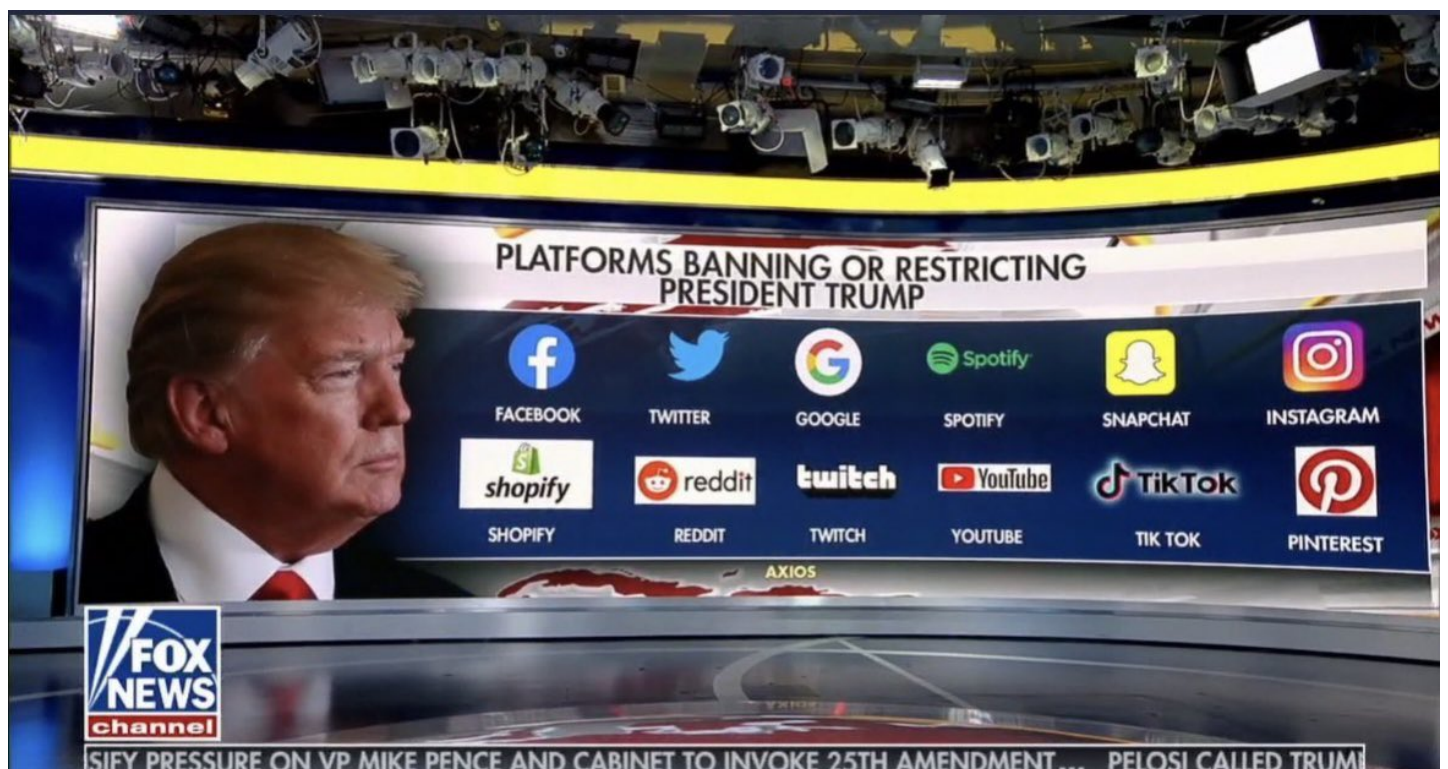 PLATFORMS BANNING OR RESTRICTING
PRESIDENT TRUMP
Spotify
FACEBOOK TWITTER GOOGLE SPOTIFY SNAPCHAT INSTAGRAM
shopify reddit twitch YouTube TikTok
SHOPIFY REDDIT TWITCH YOUTUBE TIK TOK PINTEREST
AXIOS
FOX
NEWS
channel
SIFY PRESSURE ON VP MIKE PENCE AND CABINET TO INVOKE 25TH AMENDMENT... PELOSI CALLED TRUM